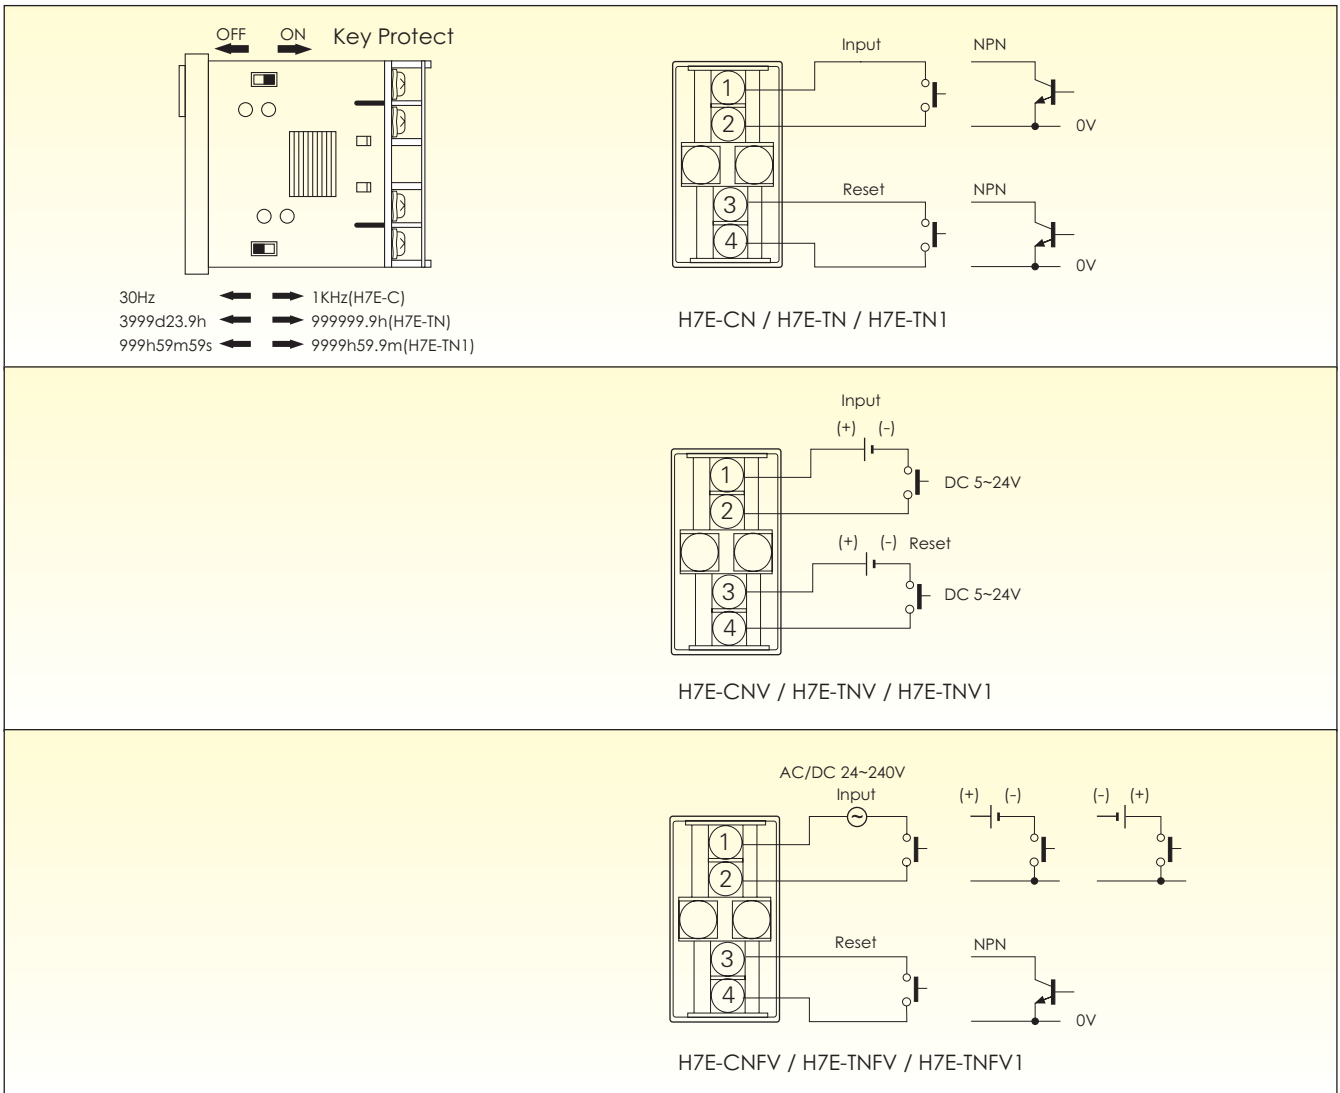 OFF ON Key Protect
30Hz 1KHz(H7E-C)
3999d23.9h 999999.9h(H7E-TN)
999h59m59s 9999h59.9m(H7E-TN1)
Input NPN
1
2 0V
Reset NPN
3
4 0V
H7E-CN / H7E-TN / H7E-TN1
Input
(+) (-)
1 DC 5~24V
2
(+) (-) Reset
3 DC 5~24V
4
H7E-CNV / H7E-TNV / H7E-TNV1
AC/DC 24~240V
Input (+) (-) (-) (+)
~
1
2
Reset NPN
3
4 0V
H7E-CNFV / H7E-TNFV / H7E-TNFV1